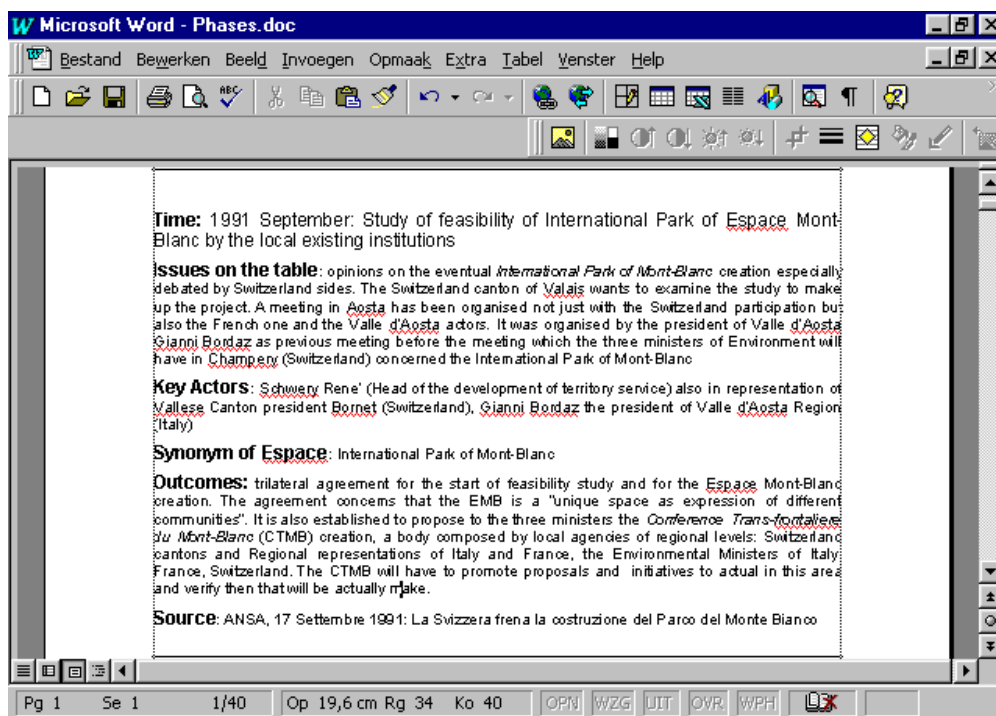 Microsoft Word - Phases.doc
Bestand Bewerken Beeld Invoegen Opmaak Extra Tabel Venster Help
Time: 1991 September: Study of feasibility of International Park of Espace Mont-
Blanc by the local existing institutions
Issues on the table: opinions on the eventual International Park of Mont-Blanc creation especially
debated by Switzerland sides. The Switzerland canton of Valais wants to examine the study to make
up the project. A meeting in Aosta has been organised not just with the Switzerland participation but
also the French one and the Valle d'Aosta actors. It was organised by the president of Valle d'Aosta
Gianni Bordaz as previous meeting before the meeting which the three ministers of Environment will
have in Champery (Switzerland) concerned the International Park of Mont-Blanc
Key Actors: Schwery Rene' (Head of the development of territory service) also in representation of
Vallese Canton president Bornet (Switzerland), Gianni Bordaz the president of Valle d'Aosta Region
(Italy)
Synonym of Espace: International Park of Mont-Blanc
Outcomes: trilateral agreement for the start of feasibility study and for the Espace Mont-Blanc
creation. The agreement concerns that the EMB is a "unique space as expression of different
communities". It is also established to propose to the three ministers the Conference Trans-frontaliere
du Mont-Blanc (CTMB) creation, a body composed by local agencies of regional levels: Switzerland
cantons and Regional representations of Italy and France, the Environmental Ministers of Italy
France, Switzerland. The CTMB will have to promote proposals and initiatives to actual in this area
and verify then that will be actually make.
Source: ANSA, 17 Settembre 1991: La Svizzera frena la costruzione del Parco del Monte Bianco
Pg 1 Se 1 1/40 Op 19,6 cm Rg 34 Ko 40 OPN WZG UIT OVR WPH